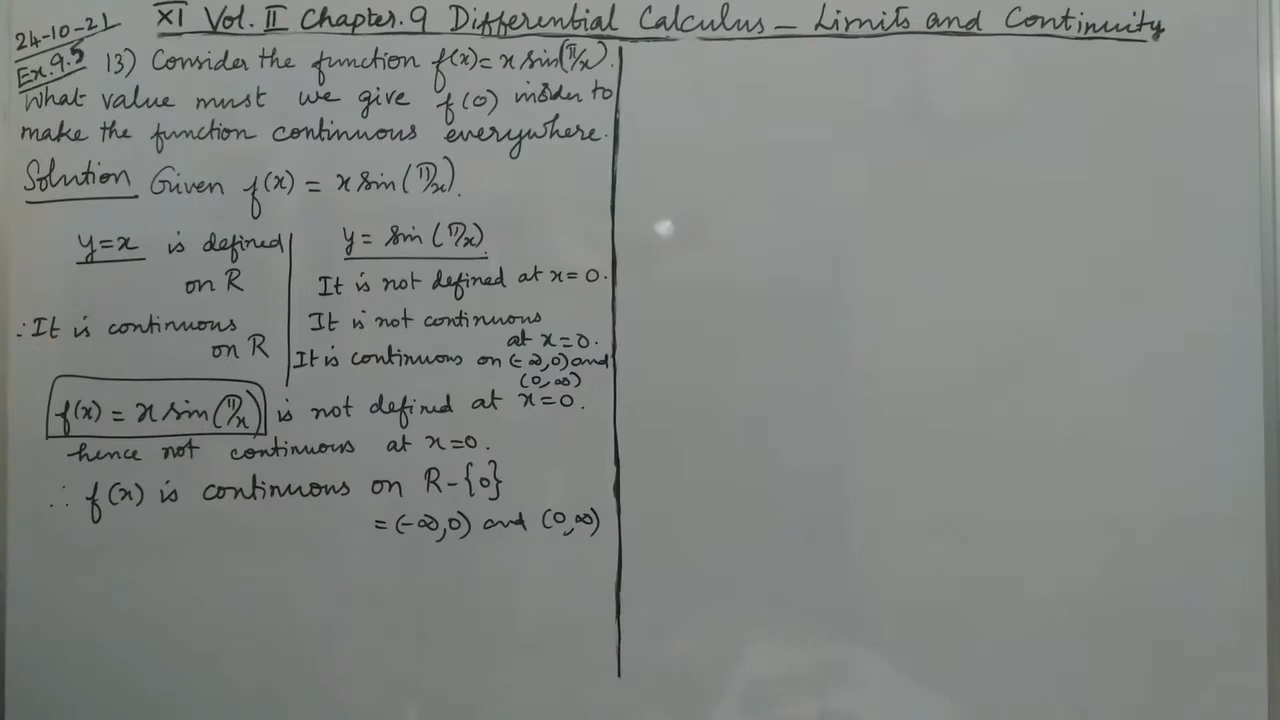 24-10-21
XI Vol. II Chapter. 9 Differential Calculus – Limits and Continuity
Ex. 9.5
13) Consider the function f(x) = x sin(π/x).
What value must we give f(0) inorder to
make the function continuous everywhere.
Solution Given f(x) = x sin(π/x).
y=x is defined
on R
∴ It is continuous
on R
y = sin(π/x).
It is not defined at x=0.
It is not continuous
at x=0.
It is continuous on (-∞,0) and
(0,∞)
f(x) = x sin(π/x) is not defined at x=0.
hence not continuous at x=0.
∴ f(x) is continuous on R-{0}
= (-∞,0) and (0,∞)